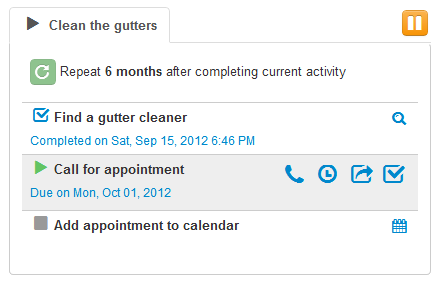 Clean the gutters
Repeat 6 months after completing current activity
Find a gutter cleaner
Completed on Sat, Sep 15, 2012 6:46 PM
Call for appointment
Due on Mon, Oct 01, 2012
Add appointment to calendar